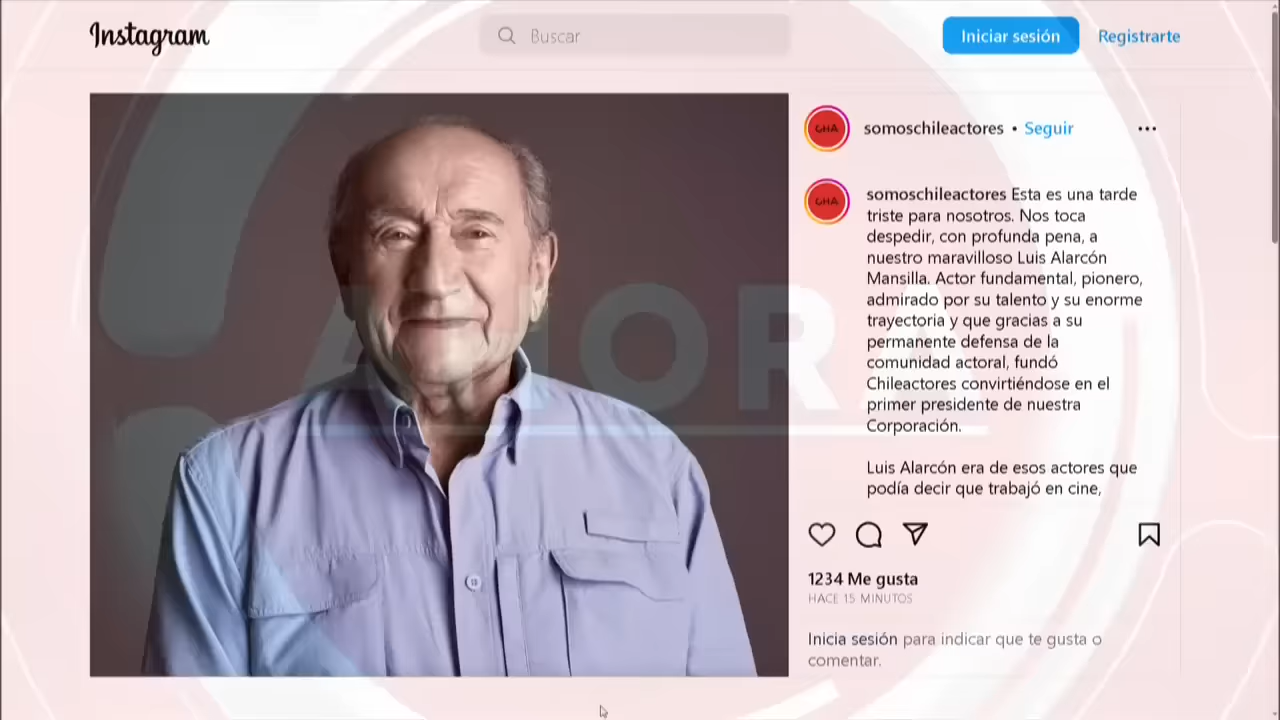 Instagram
Buscar
Iniciar sesión
Registrarte
CHA
somoschileactores • Seguir
CHA
somoschileactores Esta es una tarde
triste para nosotros. Nos toca
despedir, con profunda pena, a
nuestro maravilloso Luis Alarcón
Mansilla. Actor fundamental, pionero,
admirado por su talento y su enorme
trayectoria y que gracias a su
permanente defensa de la
comunidad actoral, fundó
Chileactores convirtiéndose en el
primer presidente de nuestra
Corporación.
Luis Alarcón era de esos actores que
podía decir que trabajó en cine,
1234 Me gusta
HACE 15 MINUTOS
Inicia sesión para indicar que te gusta o
comentar.
AHORA